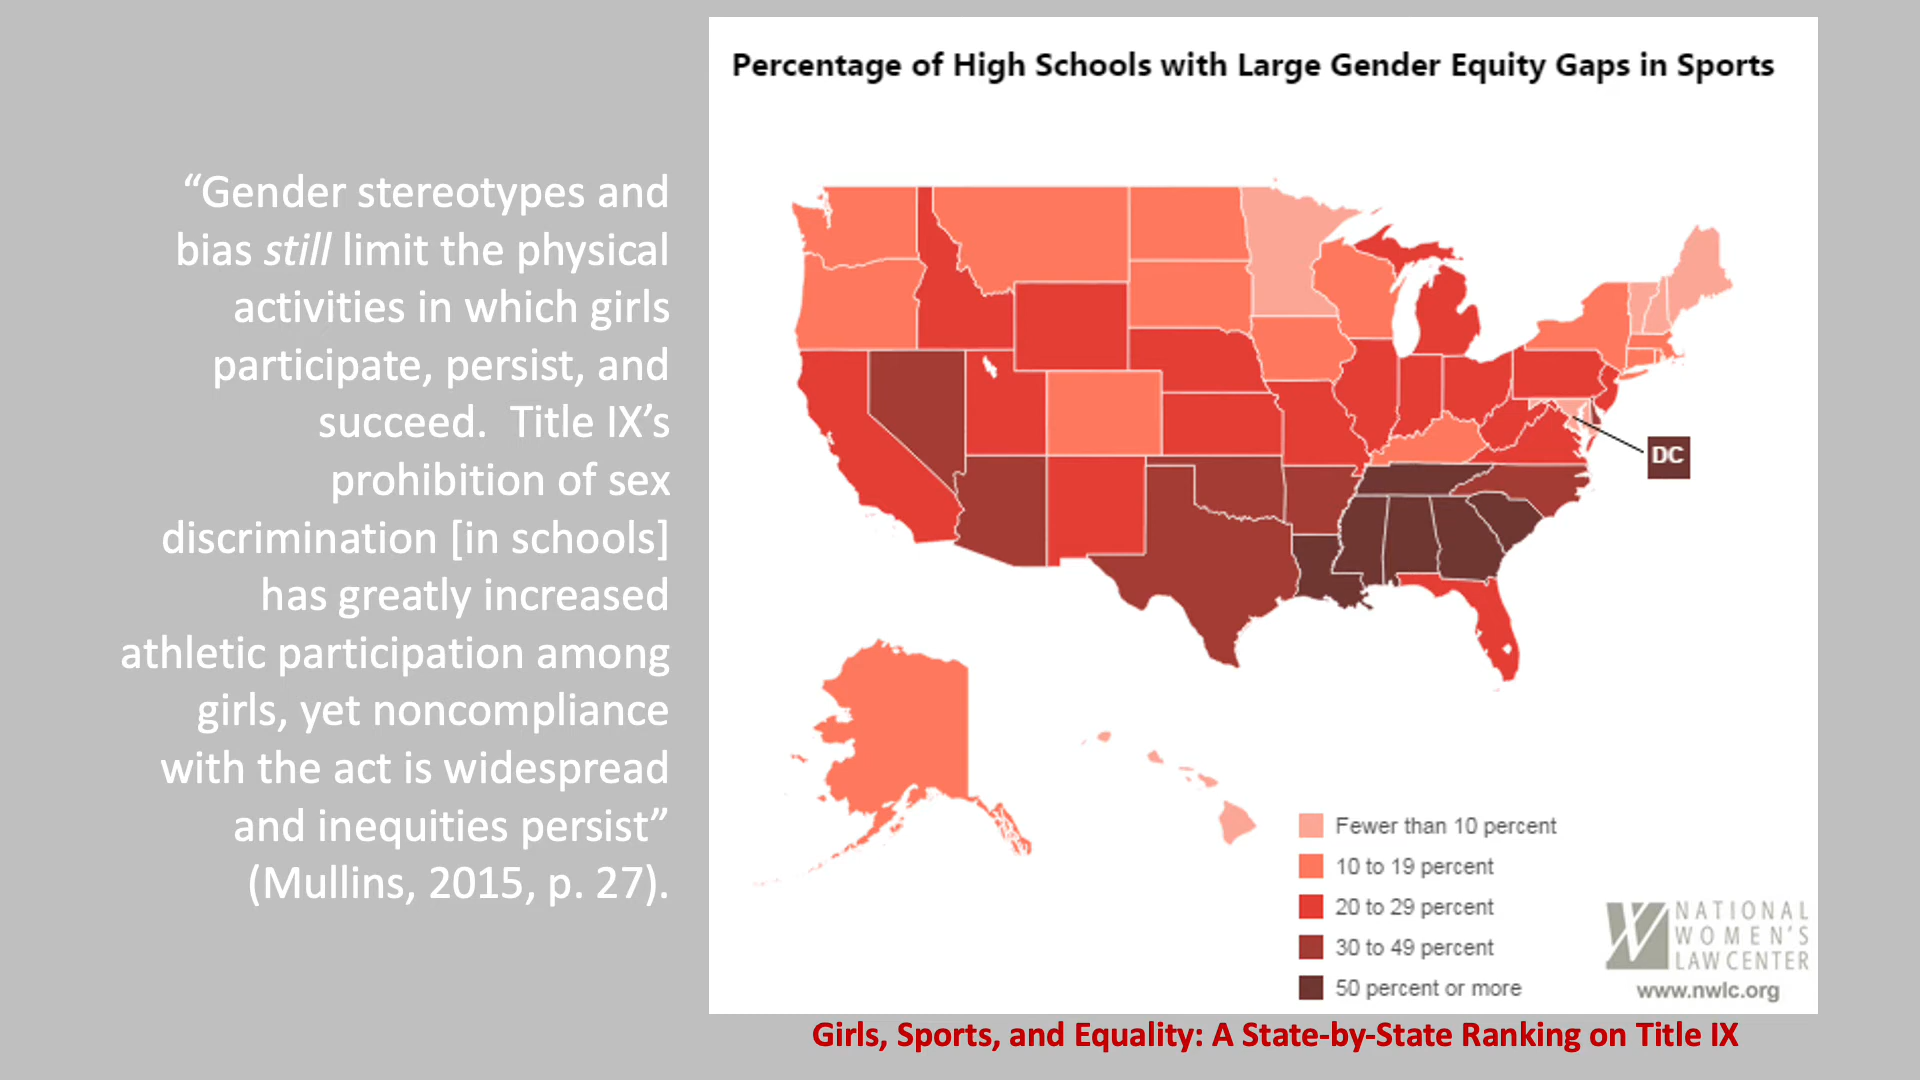 “Gender stereotypes and
bias still limit the physical
activities in which girls
participate, persist, and
succeed.  Title IX’s
prohibition of sex
discrimination [in schools]
has greatly increased
athletic participation among
girls, yet noncompliance
with the act is widespread
and inequities persist”
(Mullins, 2015, p. 27).
Percentage of High Schools with Large Gender Equity Gaps in Sports
DC
Fewer than 10 percent
10 to 19 percent
20 to 29 percent
30 to 49 percent
50 percent or more
NATIONAL
WOMEN'S
LAW CENTER
www.nwlc.org
Girls, Sports, and Equality: A State-by-State Ranking on Title IX